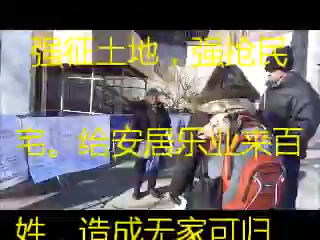 强征土地，强抢民
宅。给安居乐业来百
姓，造成无家可归